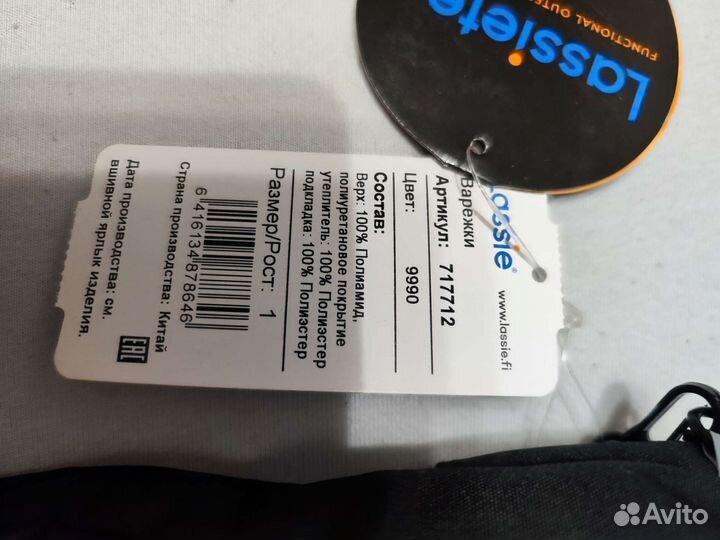 Lassiete
FUNCTIONAL
Lassie®
www.lassie.fi
Варежки
Артикул: 717712
Цвет: 9990
Состав:
Верх: 100% Полиамид,
полиуретановое покрытие
утеплитель: 100% Полиэстер
подкладка: 100% Полиэстер
Размер/Рост: 1
6 416134 878646
Страна производства: Китай
Дата производства: см.
вшивной ярлык изделия.
EAC
Avito